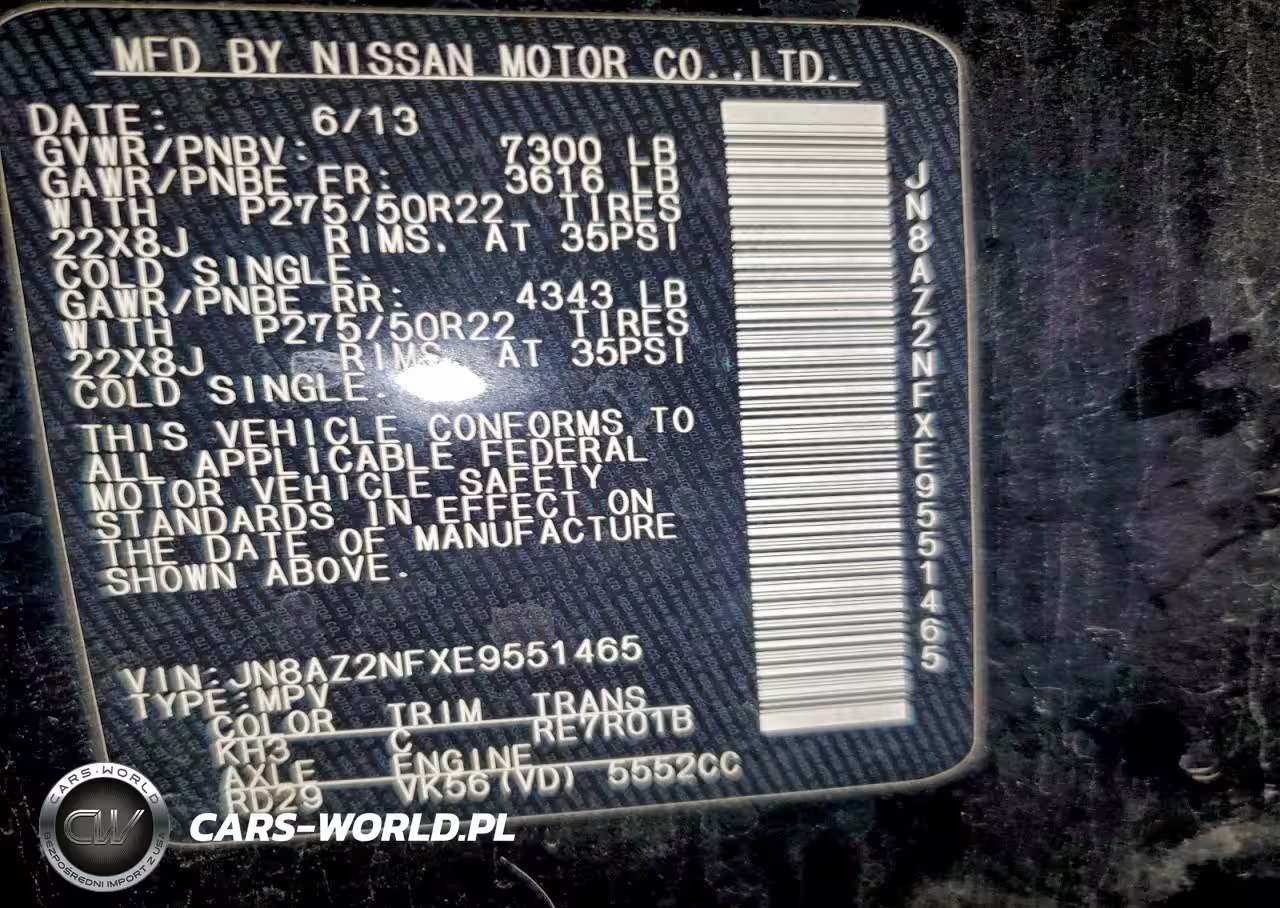 MFD BY NISSAN MOTOR CO.,LTD.
DATE: 6/13
GVWR/PNBV: 7300 LB
GAWR/PNBE FR: 3616 LB
WITH P275/50R22 TIRES
22X8J RIMS. AT 35PSI
COLD SINGLE.
GAWR/PNBE RR: 4343 LB
WITH P275/50R22 TIRES
22X8J RIMS. AT 35PSI
COLD SINGLE.
THIS VEHICLE CONFORMS TO
ALL APPLICABLE FEDERAL
MOTOR VEHICLE SAFETY
STANDARDS IN EFFECT ON
THE DATE OF MANUFACTURE
SHOWN ABOVE.
VIN:JN8AZ2NFXE9551465
TYPE:MPV
COLOR TRIM TRANS
KH3 C RE7R01B
AXLE ENGINE
RD29 VK56(VD) 5552CC
JN8AZ2NFXE9551465
CARS-WORLD
CW
BEZPOŚREDNI IMPORT Z USA
CARS-WORLD.PL